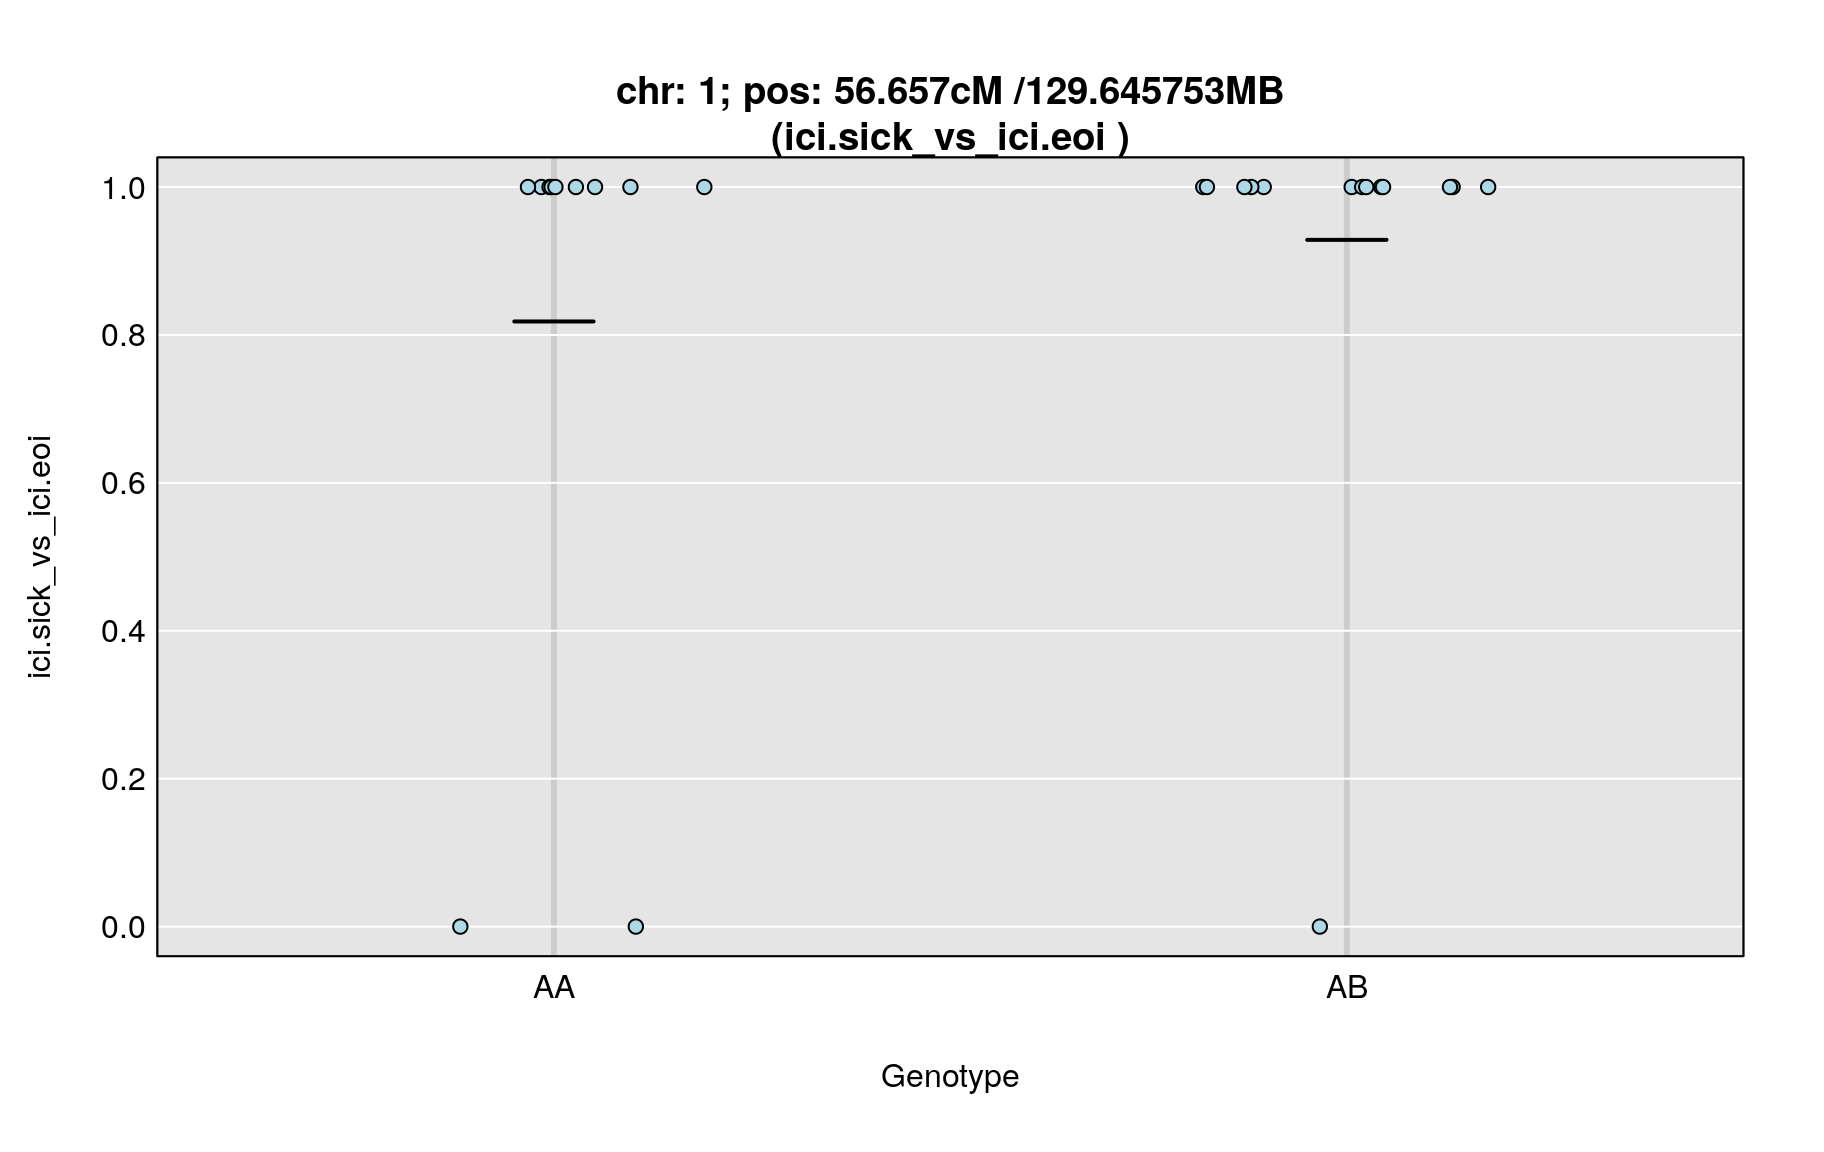 chr: 1; pos: 56.657cM /129.645753MB
(ici.sick_vs_ici.eoi )
ici.sick_vs_ici.eoi
1.0
0.8
0.6
0.4
0.2
0.0
AA AB
Genotype